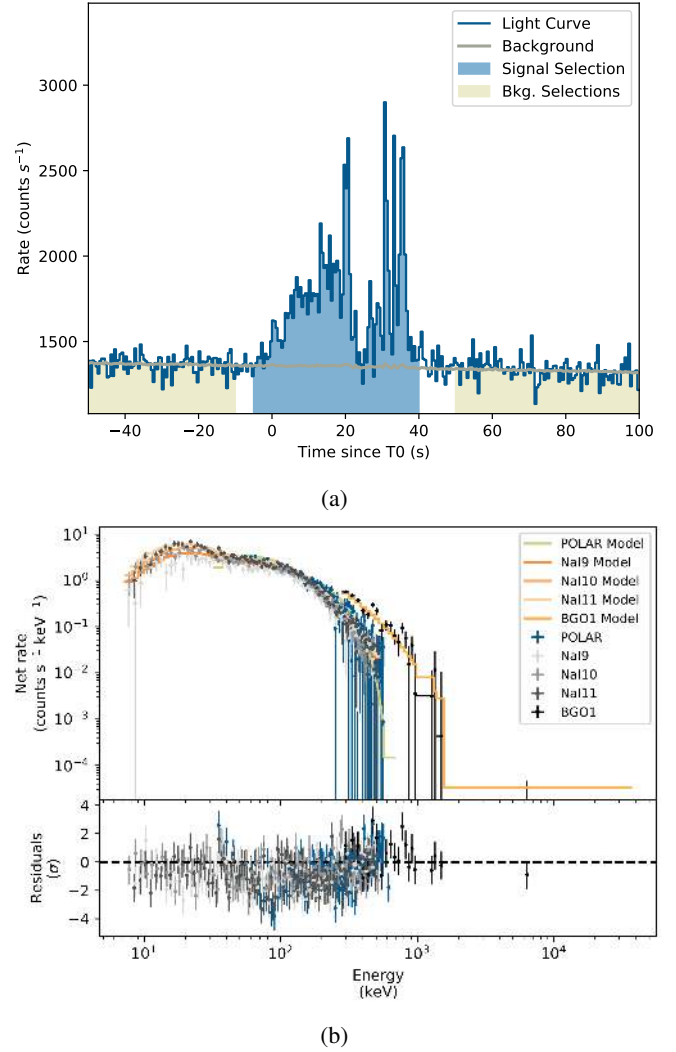 Light Curve
Background
Signal Selection
Bkg. Selections
3000
2500
2000
1500
Rate (counts s⁻¹)
−40 −20 0 20 40 60 80 100
Time since T0 (s)
(a)
10¹
10⁰
10⁻¹
10⁻²
10⁻³
10⁻⁴
Net rate
(counts s⁻¹ keV⁻¹)
POLAR Model
NaI9 Model
NaI10 Model
NaI11 Model
BGO1 Model
POLAR
NaI9
NaI10
NaI11
BGO1
4
2
0
−2
−4
Residuals
(σ)
10¹ 10² 10³ 10⁴
Energy
(keV)
(b)